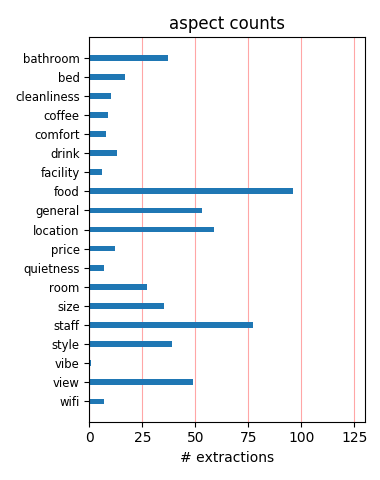 aspect counts
bathroom
bed
cleanliness
coffee
comfort
drink
facility
food
general
location
price
quietness
room
size
staff
style
vibe
view
wifi
0 25 50 75 100 125
# extractions